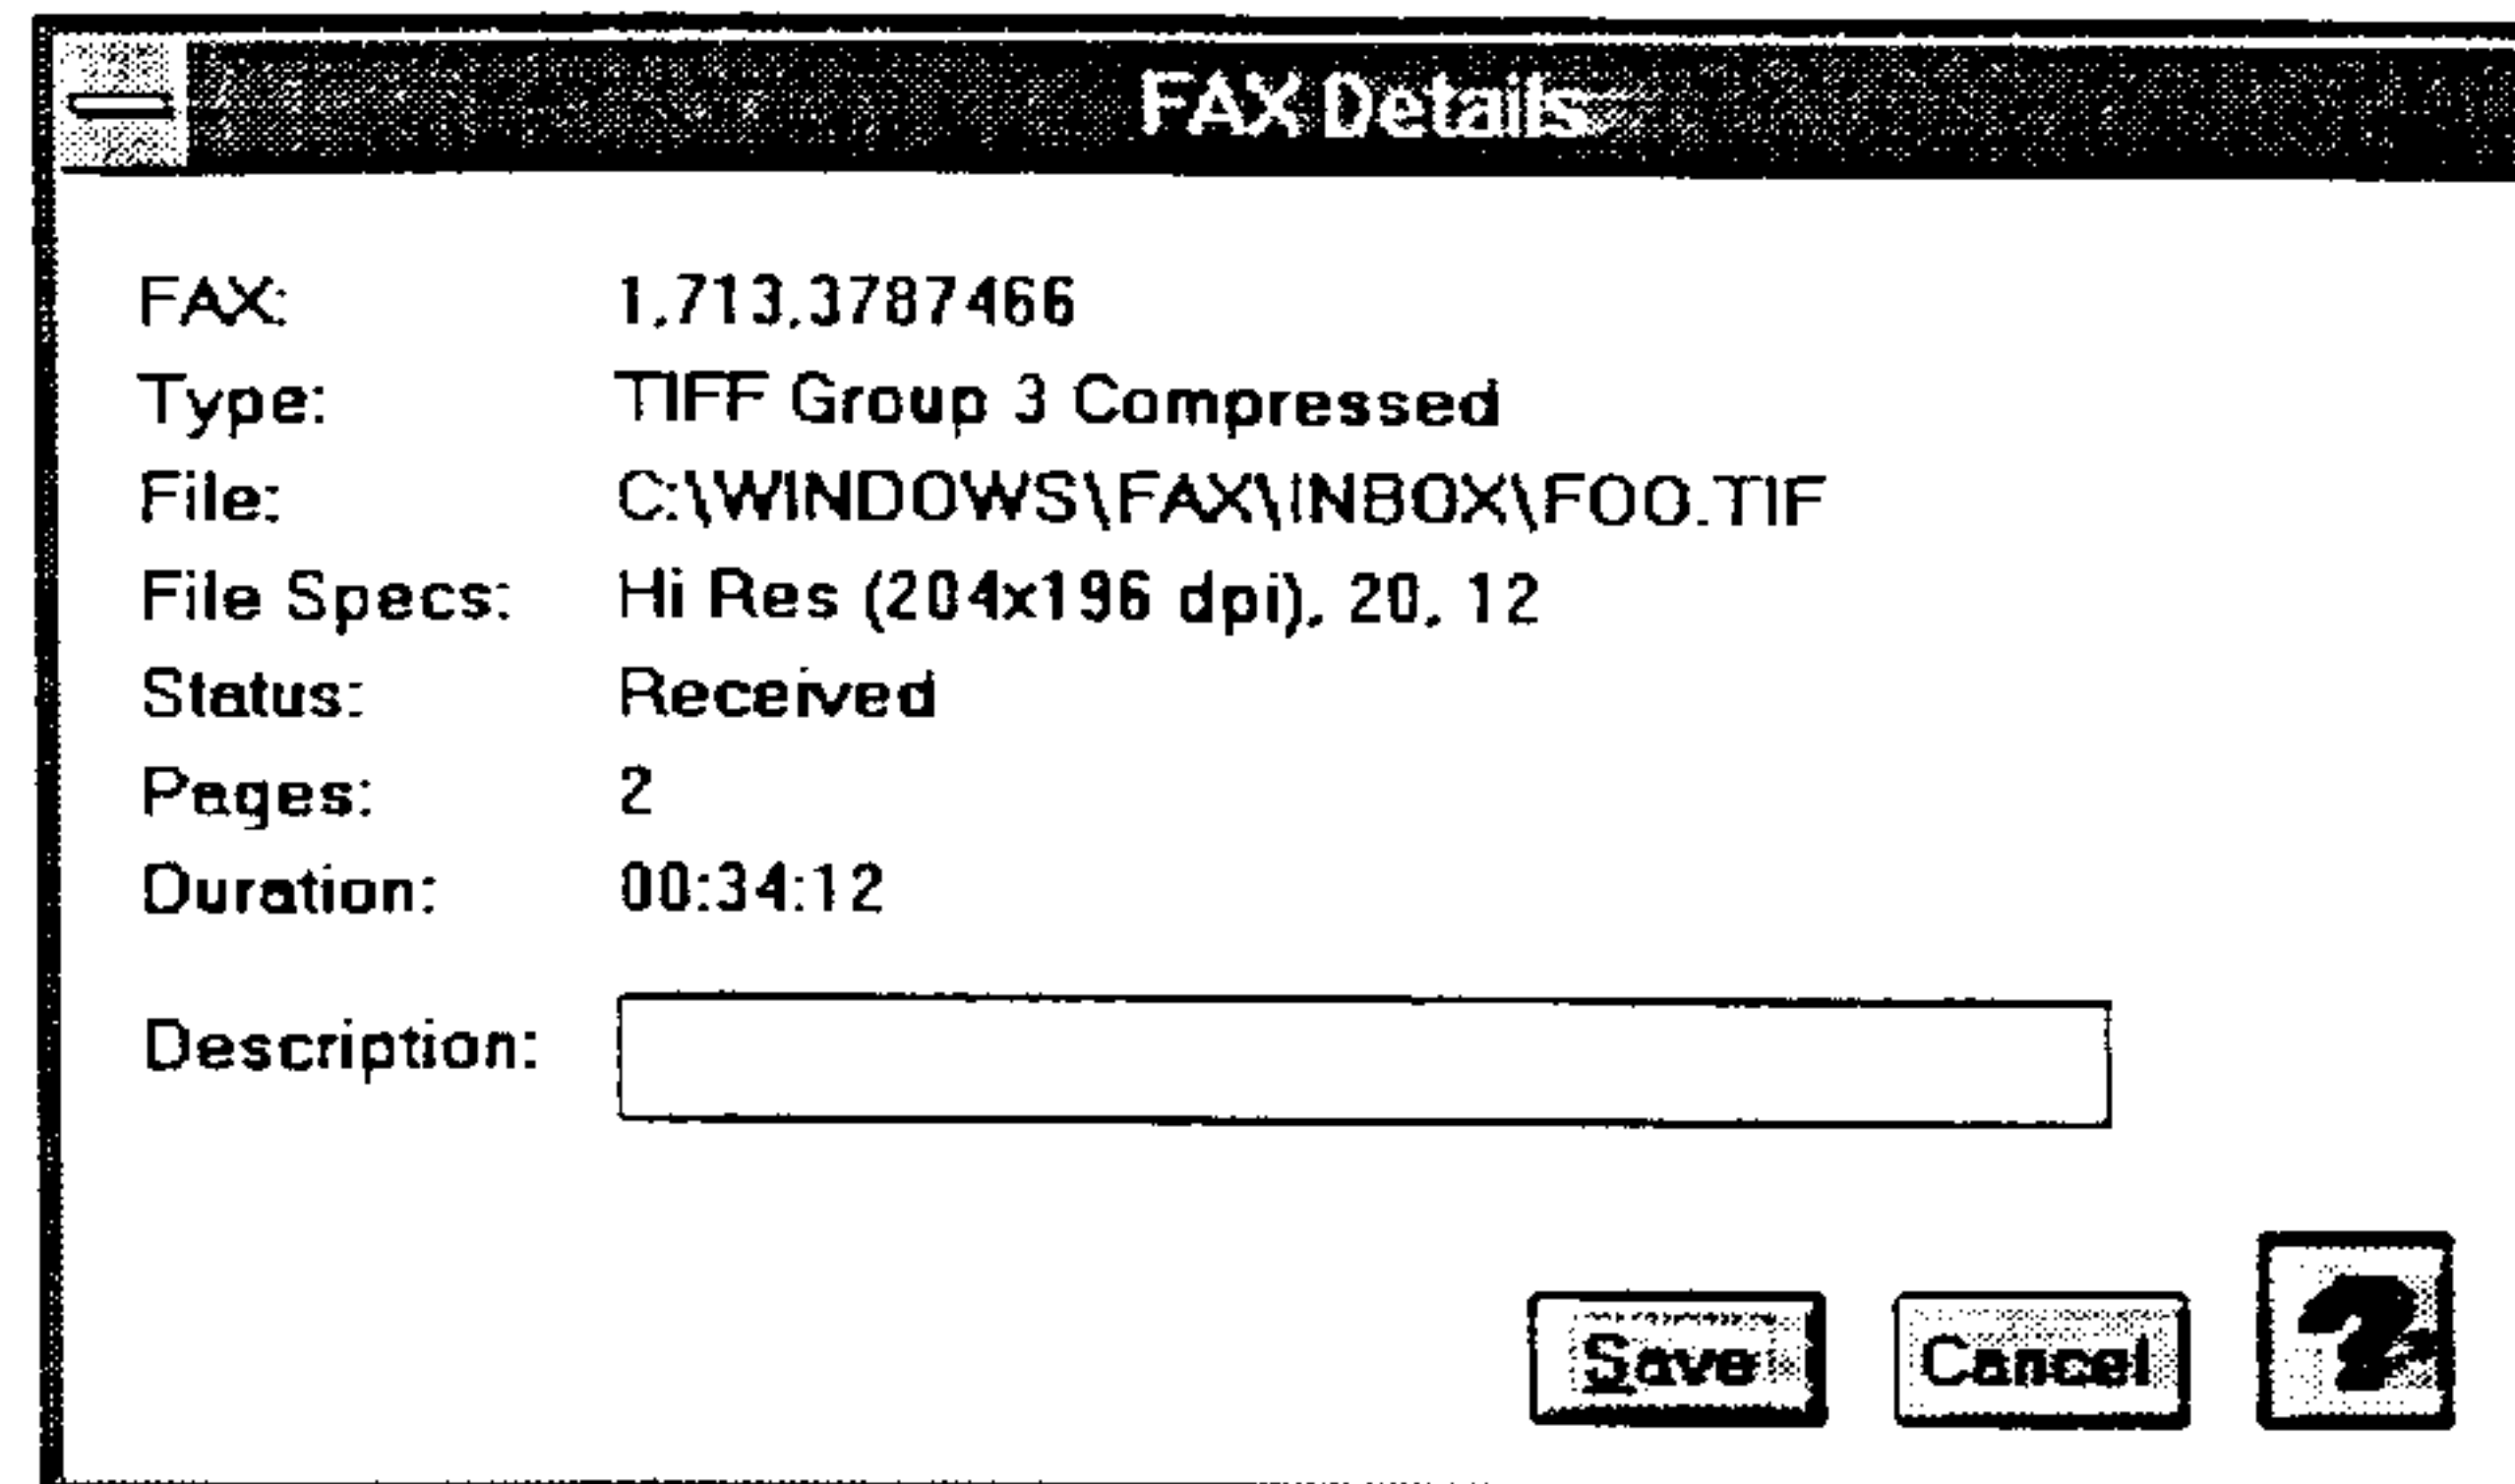 FAX Details
FAX: 1,713,3787466
Type: TIFF Group 3 Compressed
File: C:\WINDOWS\FAX\INBOX\FOO.TIF
File Specs: Hi Res (204x196 dpi), 20, 12
Status: Received
Pages: 2
Duration: 00:34:12
Description:
Save Cancel ?